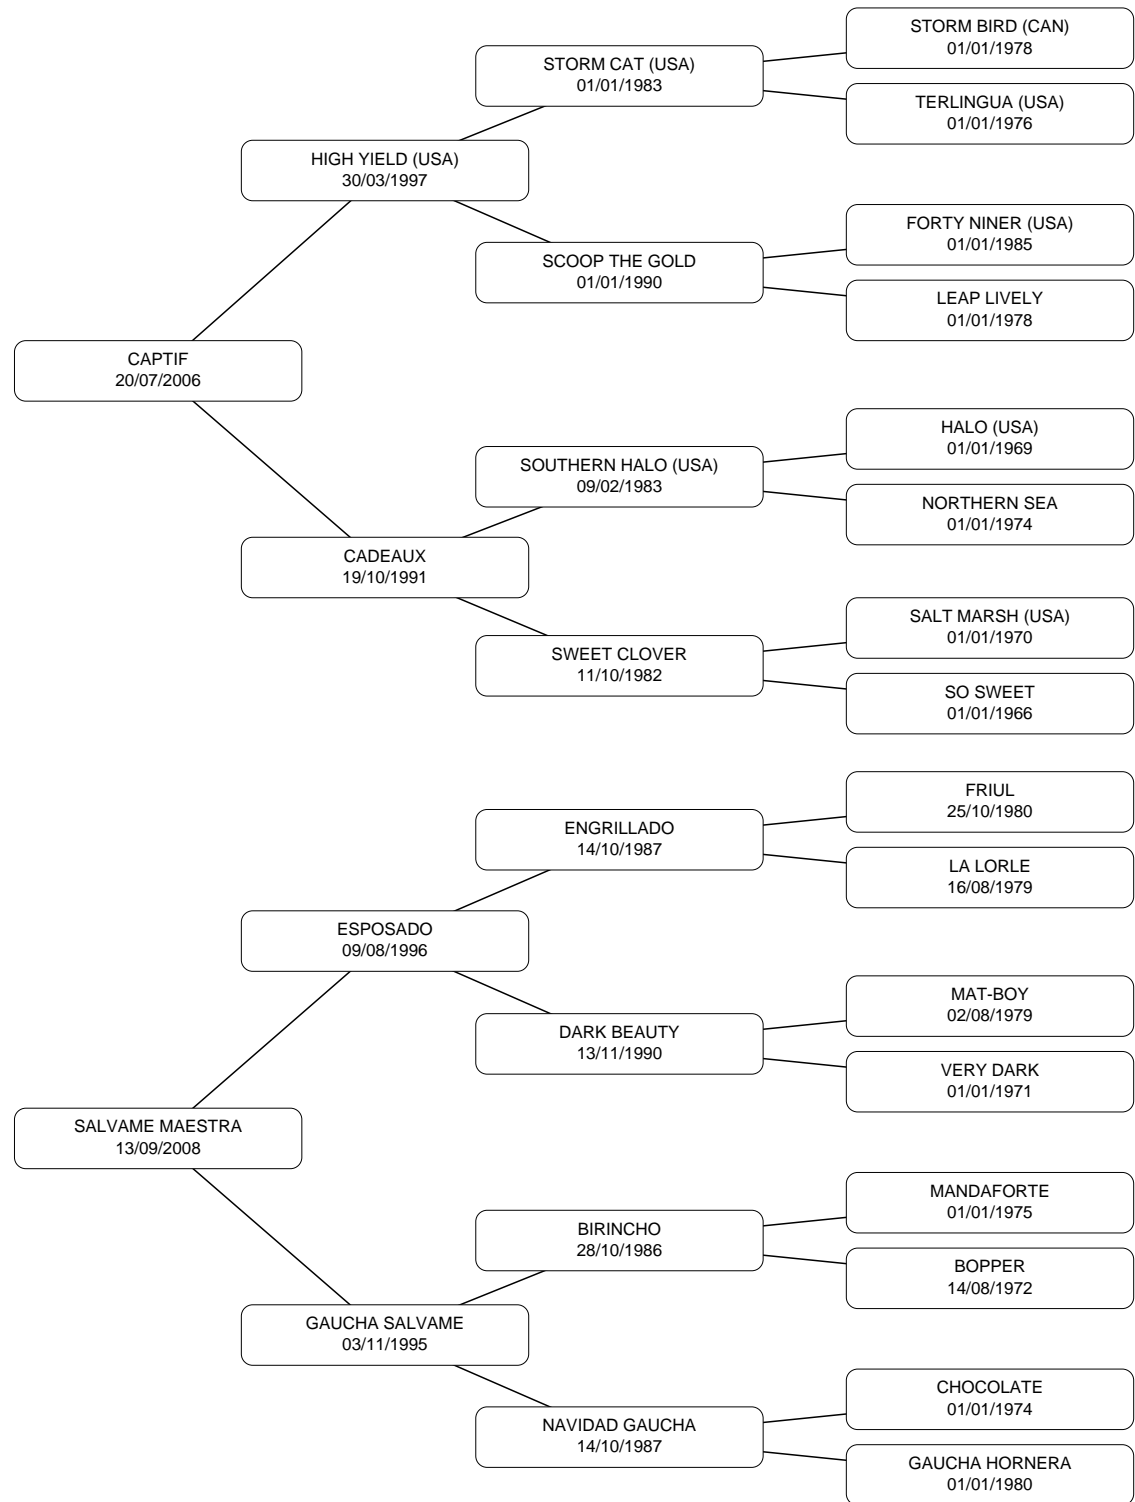 STORM BIRD (CAN)
01/01/1978
STORM CAT (USA)
01/01/1983
TERLINGUA (USA)
01/01/1976
HIGH YIELD (USA)
30/03/1997
FORTY NINER (USA)
01/01/1985
SCOOP THE GOLD
01/01/1990
LEAP LIVELY
01/01/1978
CAPTIF
20/07/2006
HALO (USA)
01/01/1969
SOUTHERN HALO (USA)
09/02/1983
NORTHERN SEA
01/01/1974
CADEAUX
19/10/1991
SALT MARSH (USA)
01/01/1970
SWEET CLOVER
11/10/1982
SO SWEET
01/01/1966
FRIUL
25/10/1980
ENGRILLADO
14/10/1987
LA LORLE
16/08/1979
ESPOSADO
09/08/1996
MAT-BOY
02/08/1979
DARK BEAUTY
13/11/1990
VERY DARK
01/01/1971
SALVAME MAESTRA
13/09/2008
MANDAFORTE
01/01/1975
BIRINCHO
28/10/1986
BOPPER
14/08/1972
GAUCHA SALVAME
03/11/1995
CHOCOLATE
01/01/1974
NAVIDAD GAUCHA
14/10/1987
GAUCHA HORNERA
01/01/1980